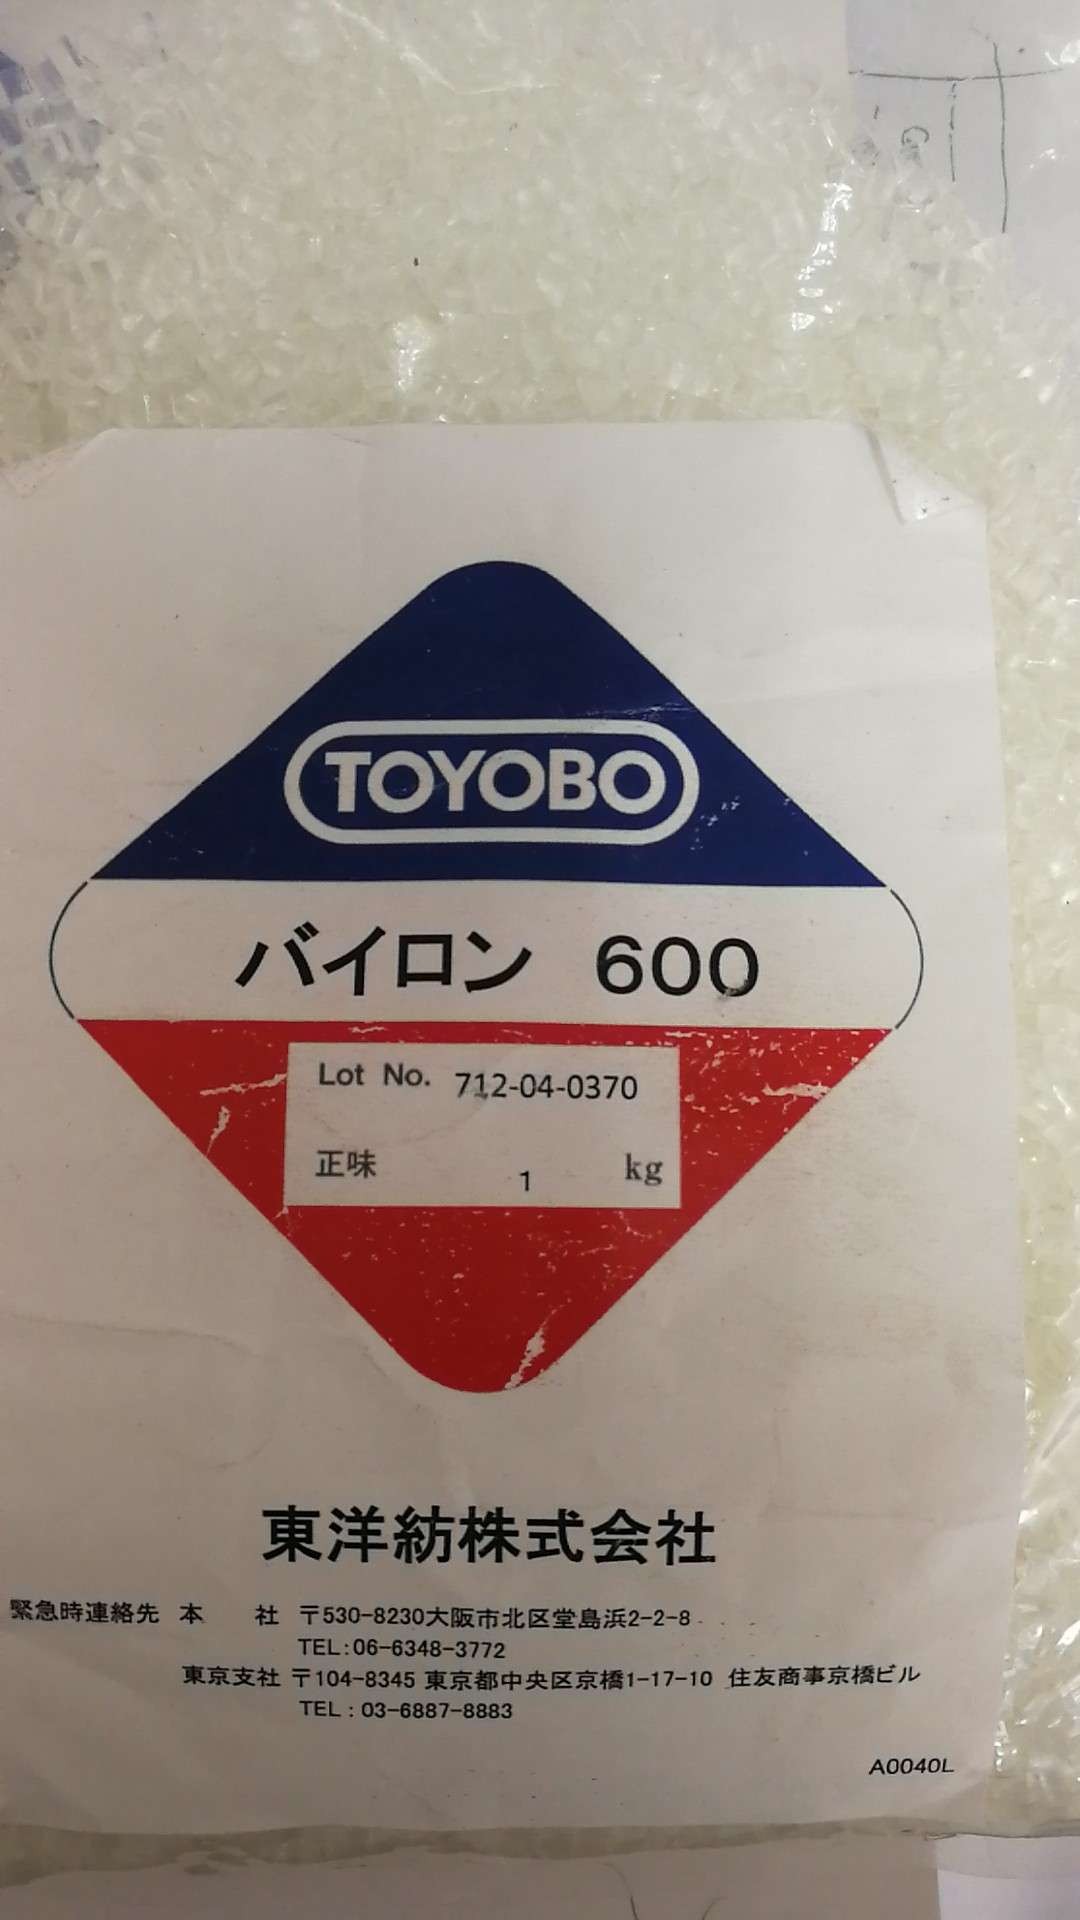 TOYOBO
バイロン 600
Lot No. 712-04-0370
正味 1 kg
東洋紡株式会社
緊急時連絡先 本 社 〒530-8230大阪市北区堂島浜2-2-8
TEL:06-6348-3772
東京支社 〒104-8345 東京都中央区京橋1-17-10 住友商事京橋ビル
TEL : 03-6887-8883
A0040L